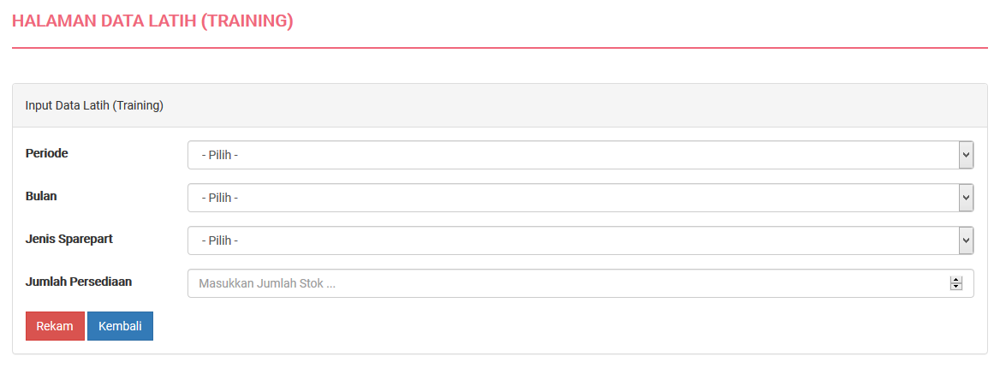 HALAMAN DATA LATIH (TRAINING)
Input Data Latih (Training)
Periode - Pilih -
Bulan - Pilih -
Jenis Sparepart - Pilih -
Jumlah Persediaan Masukkan Jumlah Stok ...
Rekam Kembali